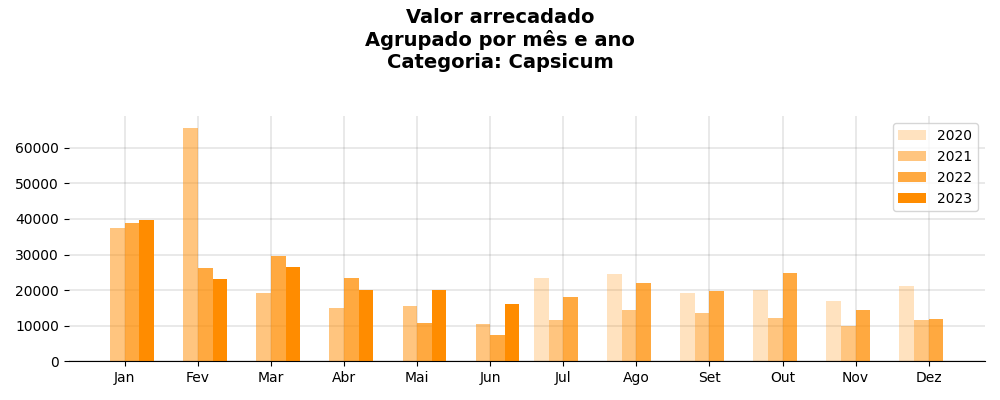 Valor arrecadado
Agrupado por mês e ano
Categoria: Capsicum
2020
2021
2022
2023
60000
50000
40000
30000
20000
10000
0
Jan Fev Mar Abr Mai Jun Jul Ago Set Out Nov Dez